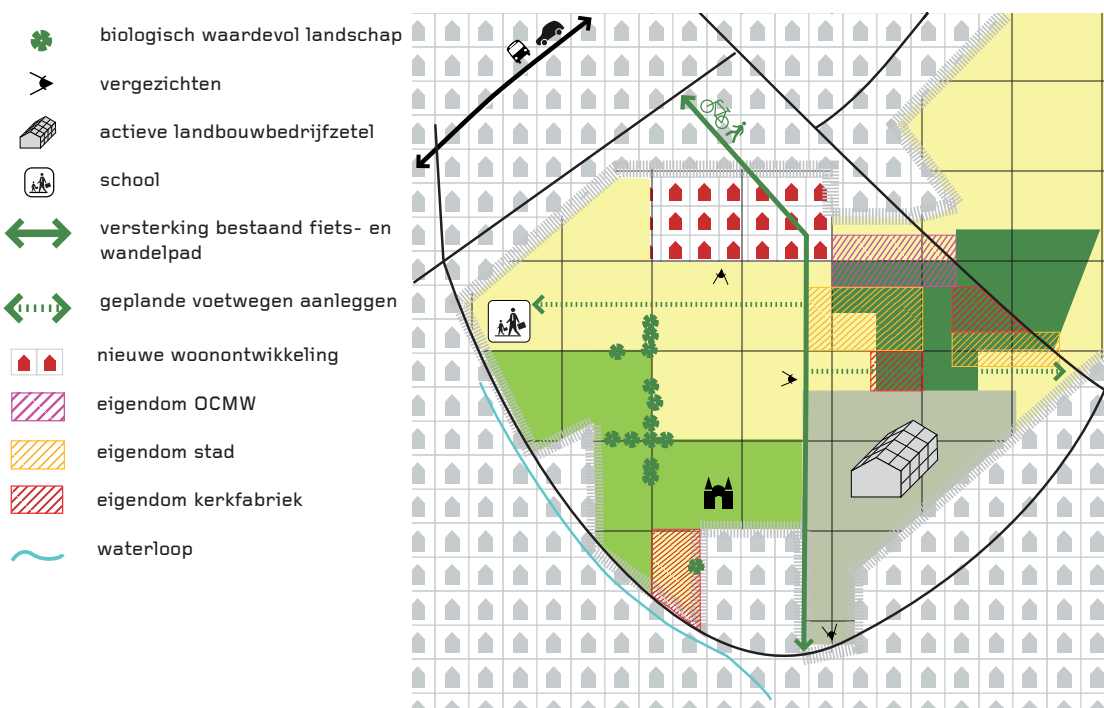 biologisch waardevol landschap
vergezichten
actieve landbouwbedrijfzetel
school
versterking bestaand fiets- en
wandelpad
geplande voetwegen aanleggen
nieuwe woonontwikkeling
eigendom OCMW
eigendom stad
eigendom kerkfabriek
waterloop